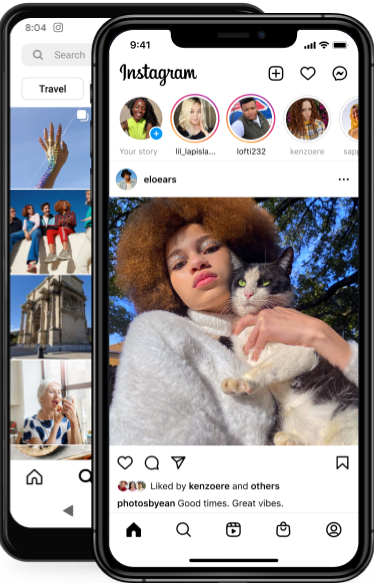 8:04
Search
Travel
9:41
Instagram
Your story
lil_lapisla...
lofti232
kenzoere
sapp
eloears
Liked by kenzoere and others
photosbyean Good times. Great vibes.